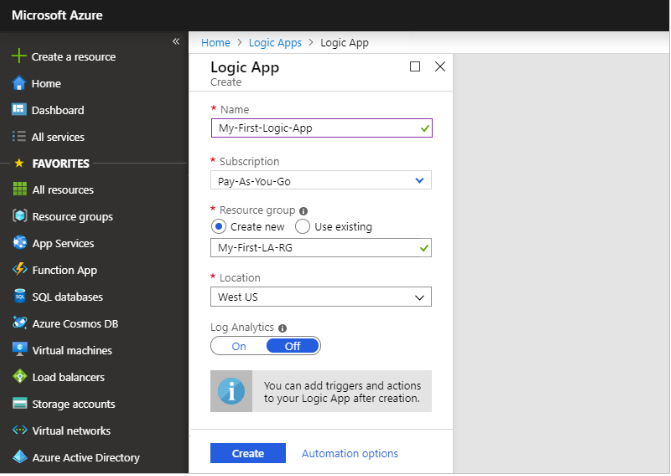 Microsoft Azure
«
Create a resource
Home
Dashboard
All services
FAVORITES
All resources
Resource groups
App Services
Function App
SQL databases
Azure Cosmos DB
Virtual machines
Load balancers
Storage accounts
Virtual networks
Azure Active Directory
Home > Logic Apps > Logic App
Logic App
Create
* Name
My-First-Logic-App
* Subscription
Pay-As-You-Go
* Resource group
Create new Use existing
My-First-LA-RG
* Location
West US
Log Analytics
On Off
You can add triggers and actions
to your Logic App after creation.
Create Automation options